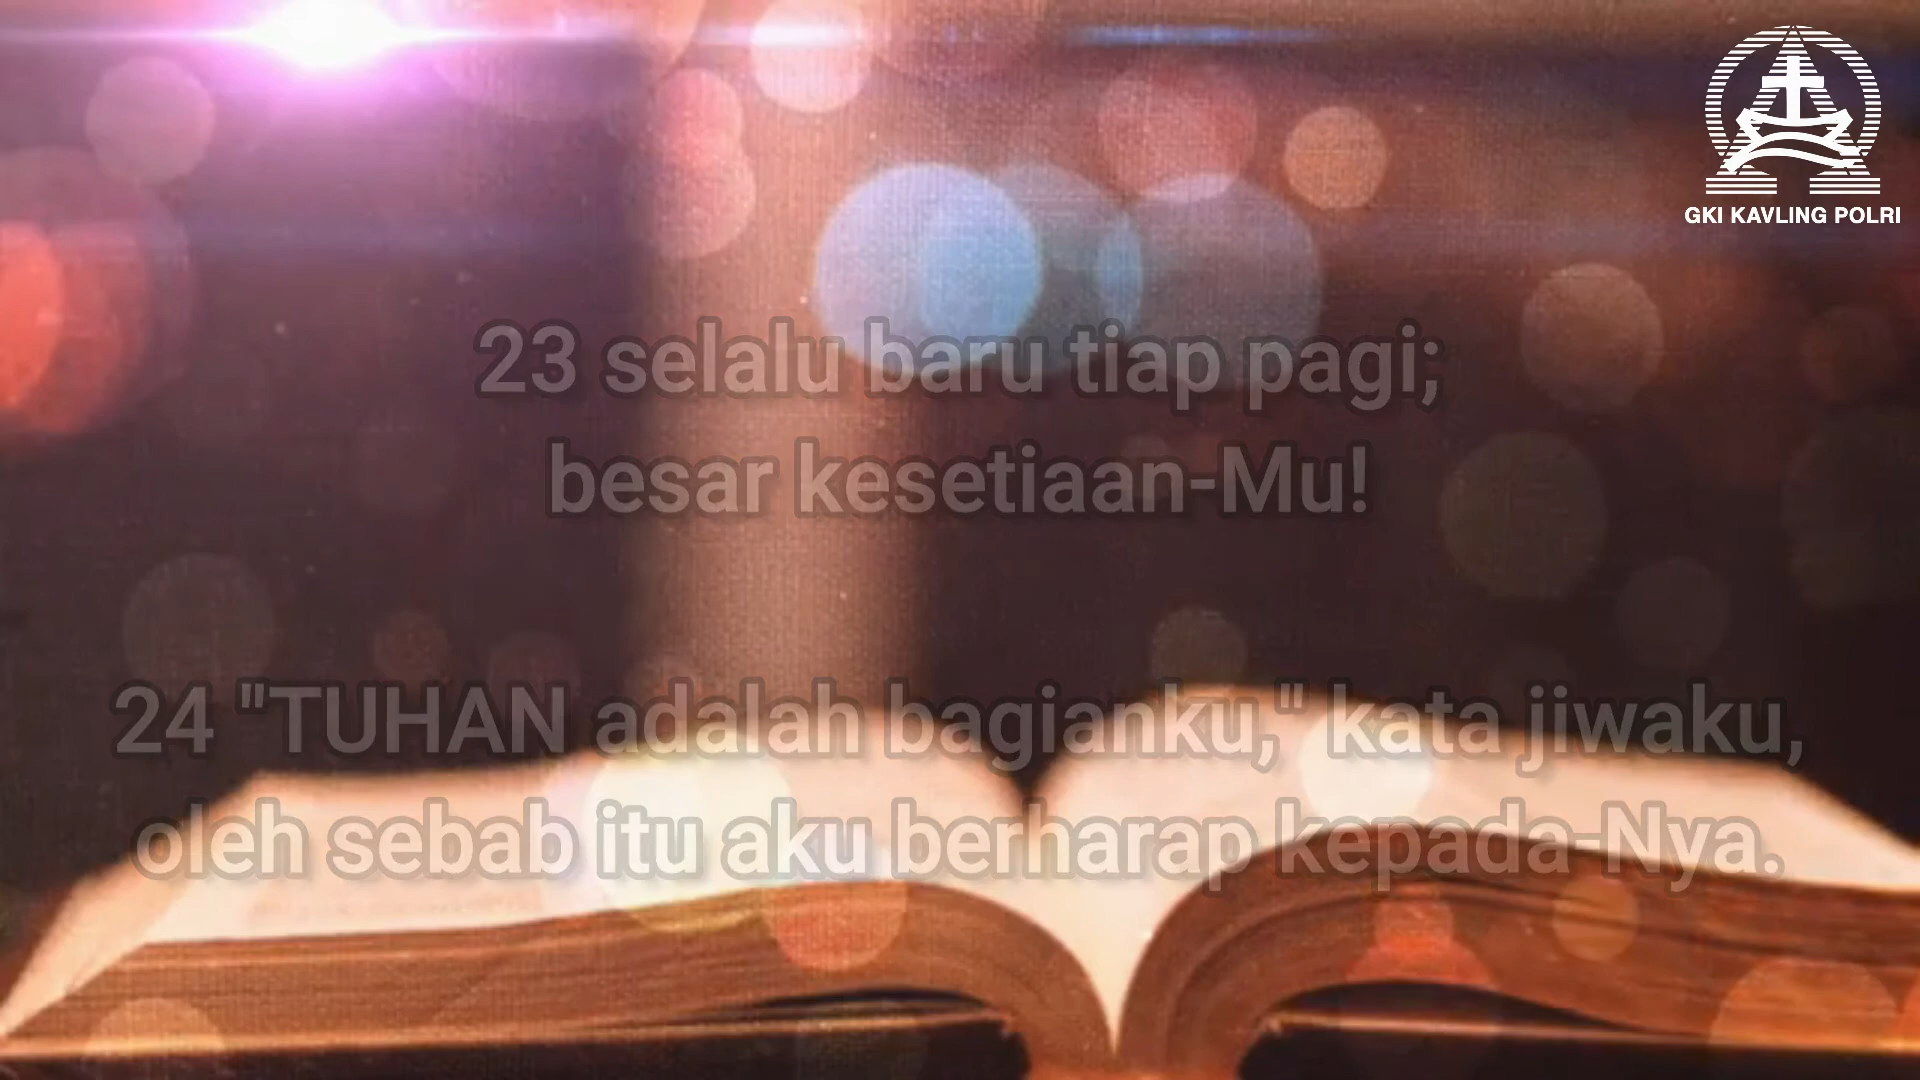 GKI KAVLING POLRI
23 selalu baru tiap pagi;
besar kesetiaan-Mu!
24 "TUHAN adalah bagianku," kata jiwaku,
oleh sebab itu aku berharap kepada-Nya.